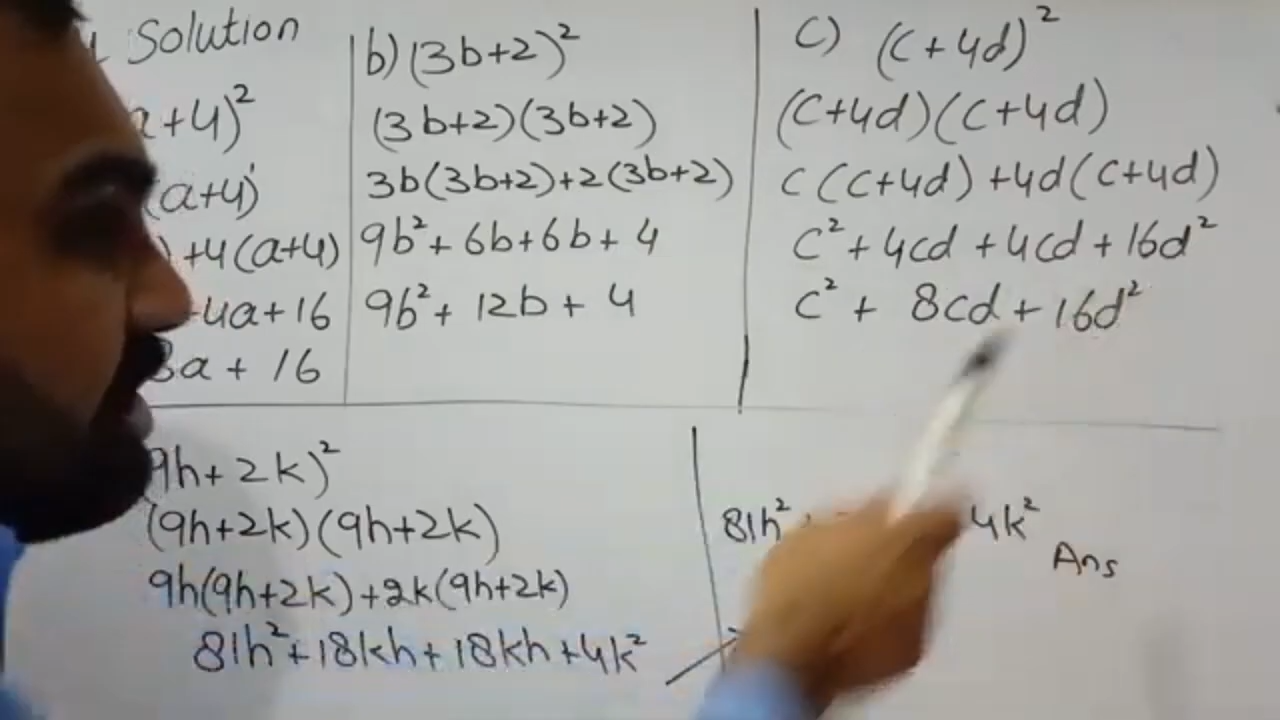 Solution
a+4)²
(a+4)
) +4(a+4)
4a+16
8a + 16
b) (3b+2)²
(3b+2)(3b+2)
3b(3b+2)+2(3b+2)
9b²+ 6b+6b+ 4
9b²+ 12b+ 4
C) (c+4d)²
(c+4d)(c+4d)
c(c+4d) +4d(c+4d)
c²+4cd +4cd+16d²
c² + 8cd+16d²
9h+ 2k)²
(9h+2k)(9h+2k)
9h(9h+2k)+2k(9h+2k)
81h²+18kh+18kh+4k²
81h² 4k²
Ans